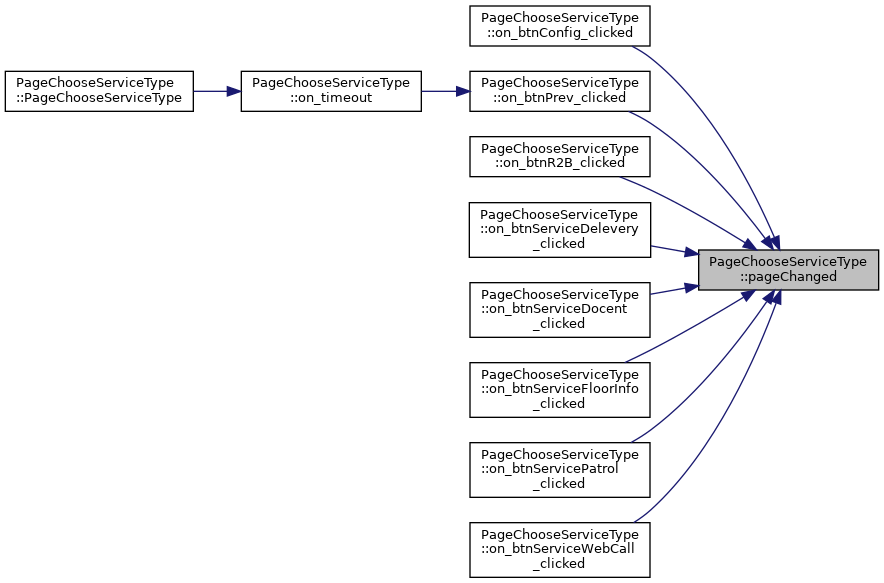 PageChooseServiceType
::on_btnConfig_clicked
PageChooseServiceType
::PageChooseServiceType
PageChooseServiceType
::on_timeout
PageChooseServiceType
::on_btnPrev_clicked
PageChooseServiceType
::on_btnR2B_clicked
PageChooseServiceType
::on_btnServiceDelevery
_clicked
PageChooseServiceType
::pageChanged
PageChooseServiceType
::on_btnServiceDocent
_clicked
PageChooseServiceType
::on_btnServiceFloorInfo
_clicked
PageChooseServiceType
::on_btnServicePatrol
_clicked
PageChooseServiceType
::on_btnServiceWebCall
_clicked